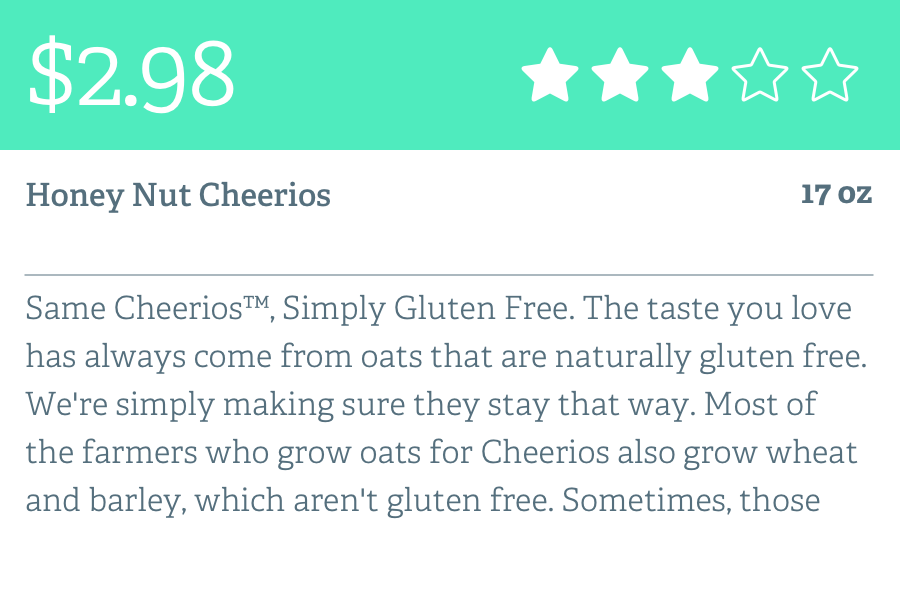 $2.98
Honey Nut Cheerios
17 oz
Same Cheerios™, Simply Gluten Free. The taste you love
has always come from oats that are naturally gluten free.
We're simply making sure they stay that way. Most of
the farmers who grow oats for Cheerios also grow wheat
and barley, which aren't gluten free. Sometimes, those